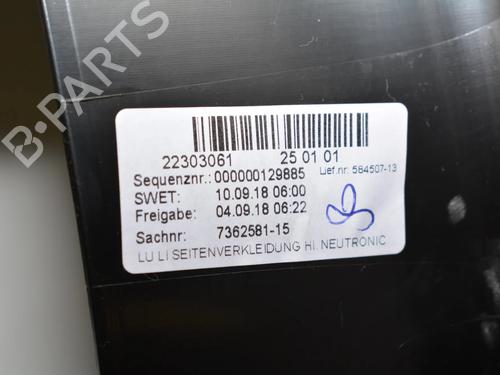 B-PARTS
22303061 25 01 01
Sequenznr.: 000000129885 Lief.nr: 584507-13
SWET: 10.09.18 06:00
Freigabe: 04.09.18 06:22
Sachnr: 7362581-15
LU LI SEITENVERKLEIDUNG HI. NEUTRONIC